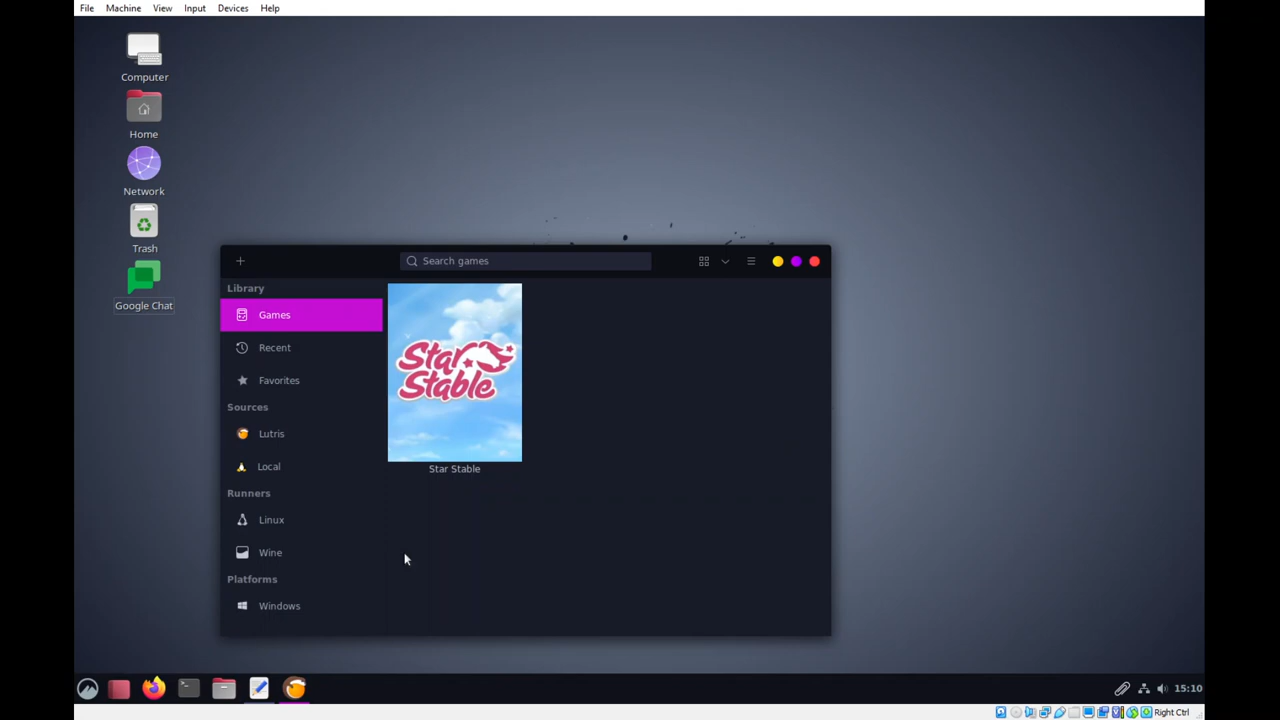 File Machine View Input Devices Help
Computer
Home
Network
Trash
Google Chat
Search games
Library
Games
Recent
Favorites
Sources
Lutris
Local
Runners
Linux
Wine
Platforms
Windows
Star
Stable
Star Stable
15:10
Right Ctrl